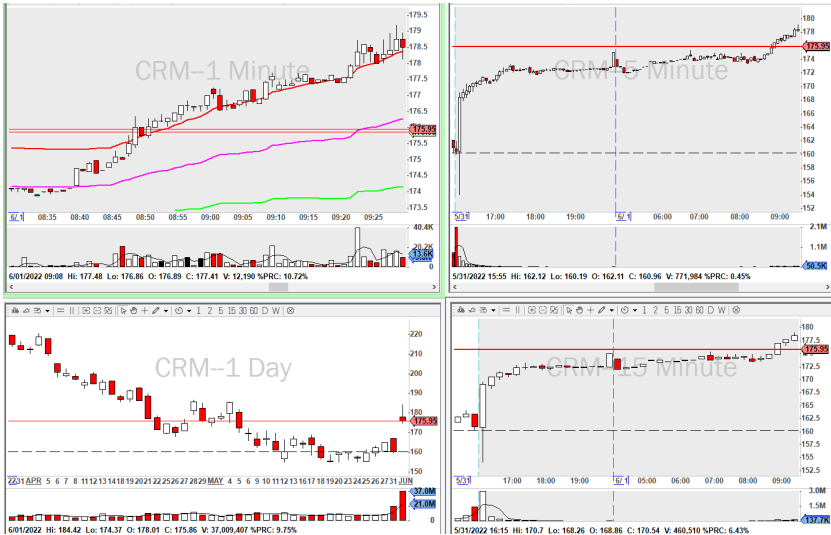 CRM--1 Minute
179.5
178.5
177.5
176.5
175.95
174.5
173.5
6/ 1 08:35 08:40 08:45 08:50 08:55 09:00 09:05 09:10 09:15 09:20 09:25
40.4K
20.2K
13.6K
0
6/01/2022 09:08 Hi: 177.48 Lo: 176.86 O: 176.89 C: 177.41 V: 12,190 %PRC: 10.72%
CRM--5 Minute
180
178
175.95
174
172
170
168
166
164
162
160
158
156
154
152
5/31 17:00 18:00 19:00 6/ 1 06:00 07:00 08:00 09:00
2.1M
1.1M
50.5K
5/31/2022 15:55 Hi: 162.12 Lo: 160.19 O: 162.11 C: 160.96 V: 771,984 %PRC: 0.45%
1 2 5 15 30 60 D W
CRM--1 Day
220
210
200
190
180
175.95
170
160
150
22 31 APR 5 6 7 8 11 12 13 14 18 19 20 21 22 25 26 27 28 29 MAY 4 5 6 9 10 11 12 13 16 17 18 19 20 23 24 25 26 27 31 JUN
37.0M
21.0M
0
6/01/2022 Hi: 184.42 Lo: 174.37 O: 178.01 C: 175.86 V: 37,009,407 %PRC: 9.75%
1 2 5 15 30 60 D W
CRM--15 Minute
180
177.5
175.95
172.5
170
167.5
165
162.5
160
157.5
155
152.5
5/31 17:00 18:00 19:00 6/ 1 05:00 06:00 07:00 08:00 09:00
3.0M
137.7K
5/31/2022 16:15 Hi: 170.7 Lo: 168.26 O: 168.86 C: 170.54 V: 460,510 %PRC: 6.43%